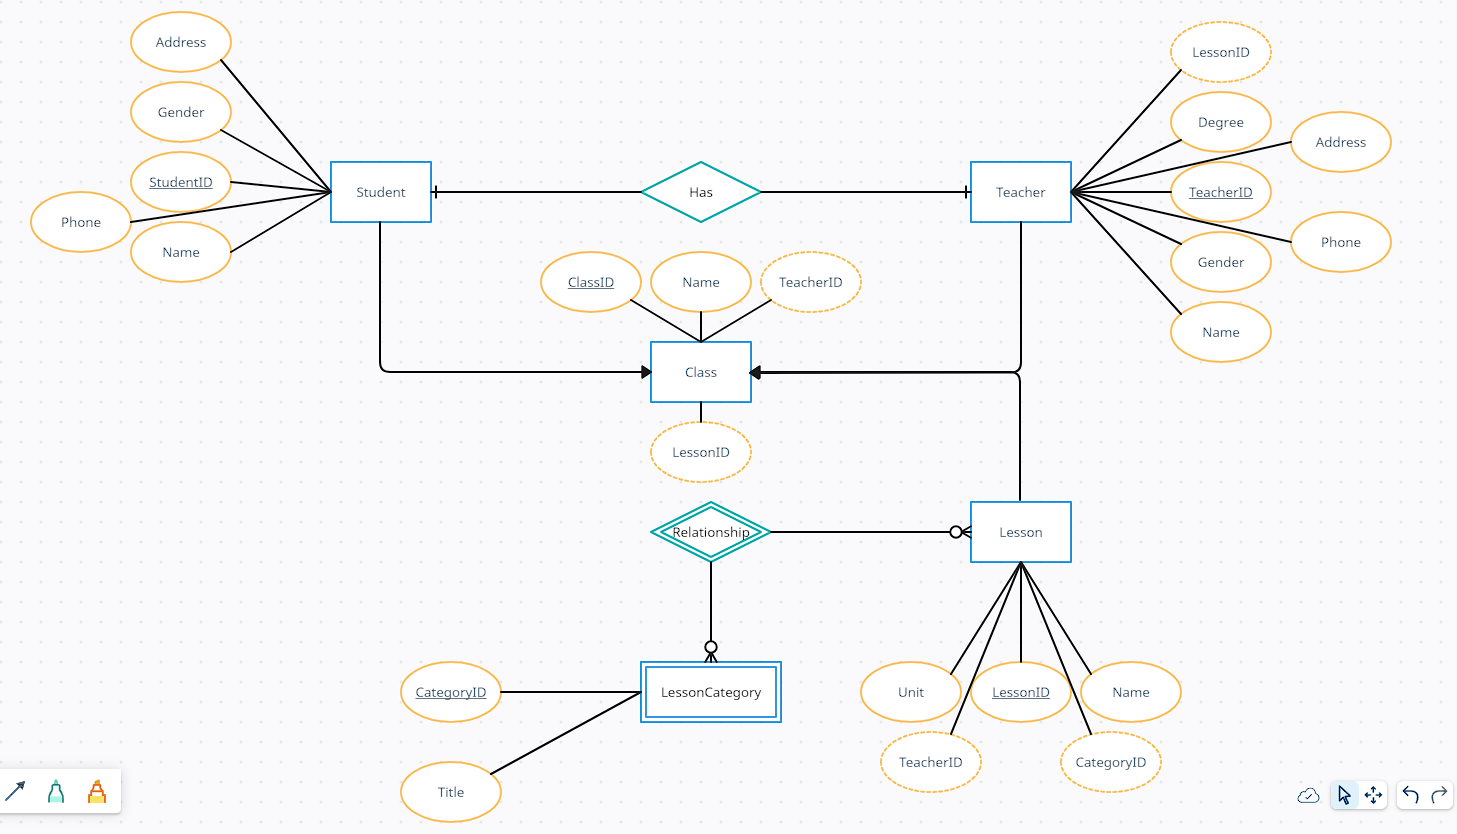 Address
Gender
StudentID
Phone
Name
Student
Has
Teacher
LessonID
Degree
Address
TeacherID
Phone
Gender
Name
ClassID
Name
TeacherID
Class
LessonID
Relationship
Lesson
CategoryID
LessonCategory
Title
Unit
LessonID
Name
TeacherID
CategoryID